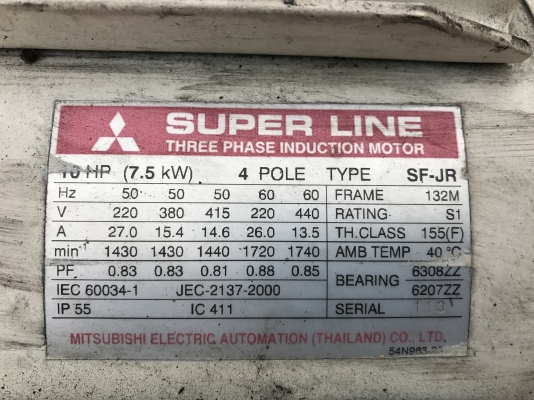 SUPER LINE
THREE PHASE INDUCTION MOTOR
10 HP (7.5 kW) 4 POLE TYPE SF-JR
Hz 50 50 50 60 60 FRAME 132M
V 220 380 415 220 440 RATING S1
A 27.0 15.4 14.6 26.0 13.5 TH.CLASS 155(F)
min⁻¹ 1430 1430 1440 1720 1740 AMB TEMP 40 °C
PF 0.83 0.83 0.81 0.88 0.85 BEARING 6308ZZ
6207ZZ
IEC 60034-1 JEC-2137-2000
IP 55 IC 411 SERIAL
MITSUBISHI ELECTRIC AUTOMATION (THAILAND) CO., LTD.